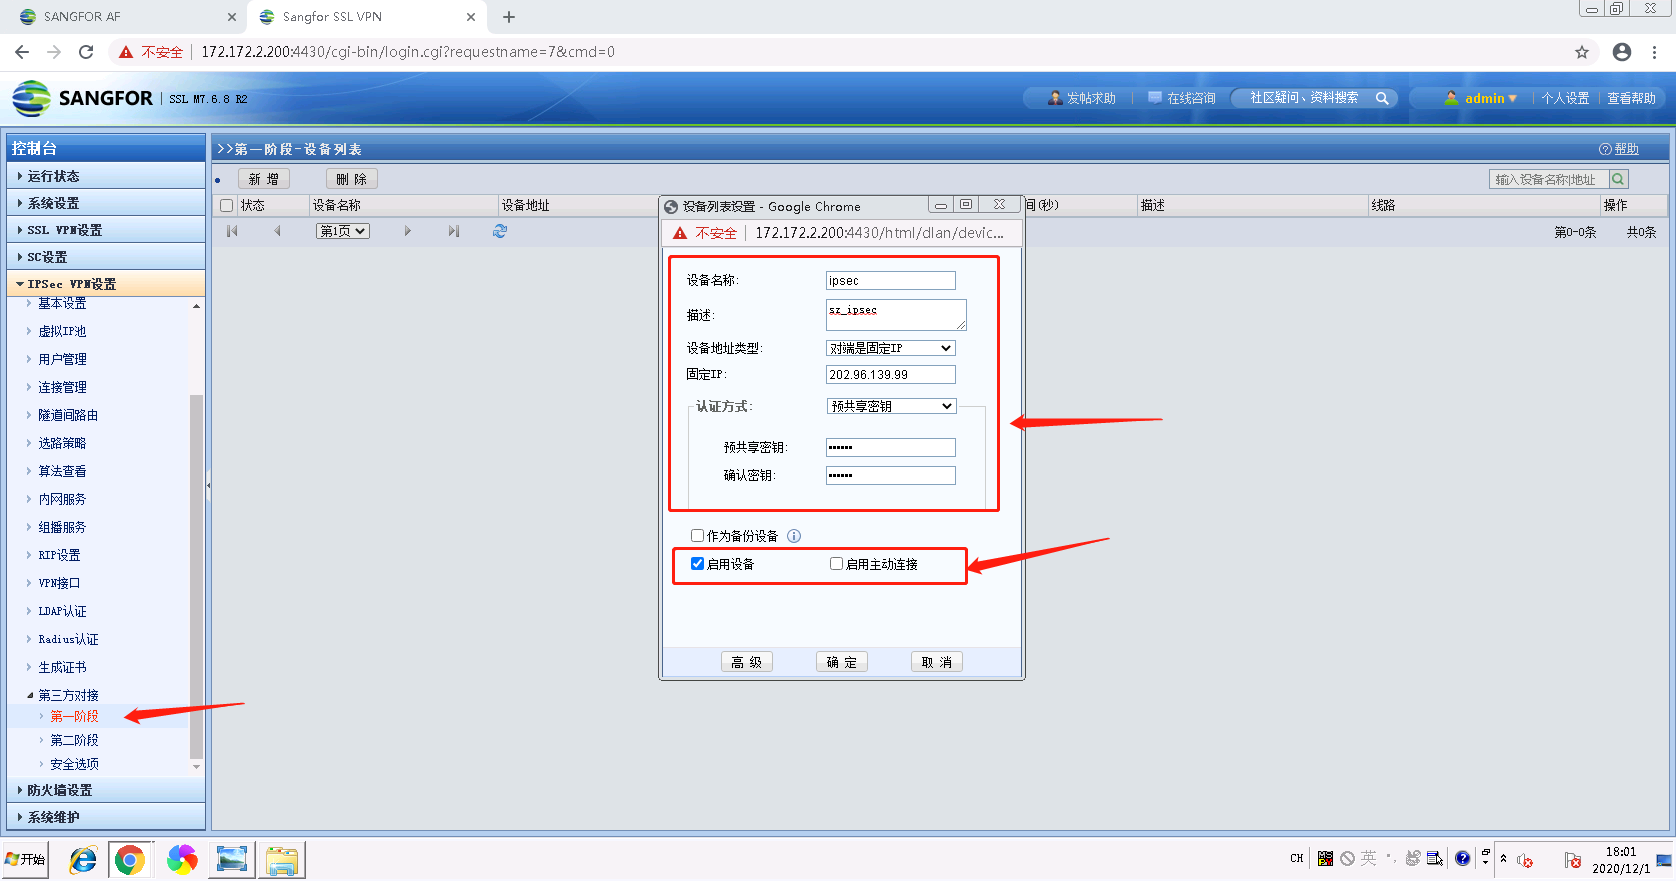 SANGFOR AF
Sangfor SSL VPN
不安全 172.172.2.200:4430/cgi-bin/login.cgi?requestname=7&cmd=0
SANGFOR SSL M7.6.8 R2
发帖求助 在线咨询 社区疑问、资料搜索 admin 个人设置 查看帮助
控制台
>>第一阶段-设备列表
帮助
运行状态
系统设置
SSL VPN设置
SC设置
IPSec VPN设置
基本设置
虚拟IP池
用户管理
连接管理
隧道间路由
选路策略
算法查看
内网服务
组播服务
RIP设置
VPN接口
LDAP认证
Radius认证
生成证书
第三方对接
第一阶段
第二阶段
安全选项
防火墙设置
系统维护
新 增 删 除
输入设备名称|地址
状态 设备名称 设备地址 间(秒) 描述 线路 操作
第1页 第0-0条 共0条
设备列表设置 - Google Chrome
不安全 172.172.2.200:4430/html/dlan/devic...
设备名称: ipsec
描述: sz_ipsec
设备地址类型: 对端是固定IP
固定IP: 202.96.139.99
认证方式: 预共享密钥
预共享密钥: ••••••
确认密钥: ••••••
作为备份设备
启用设备 启用主动连接
高 级 确 定 取 消
开始
CH 英
18:01
2020/12/1